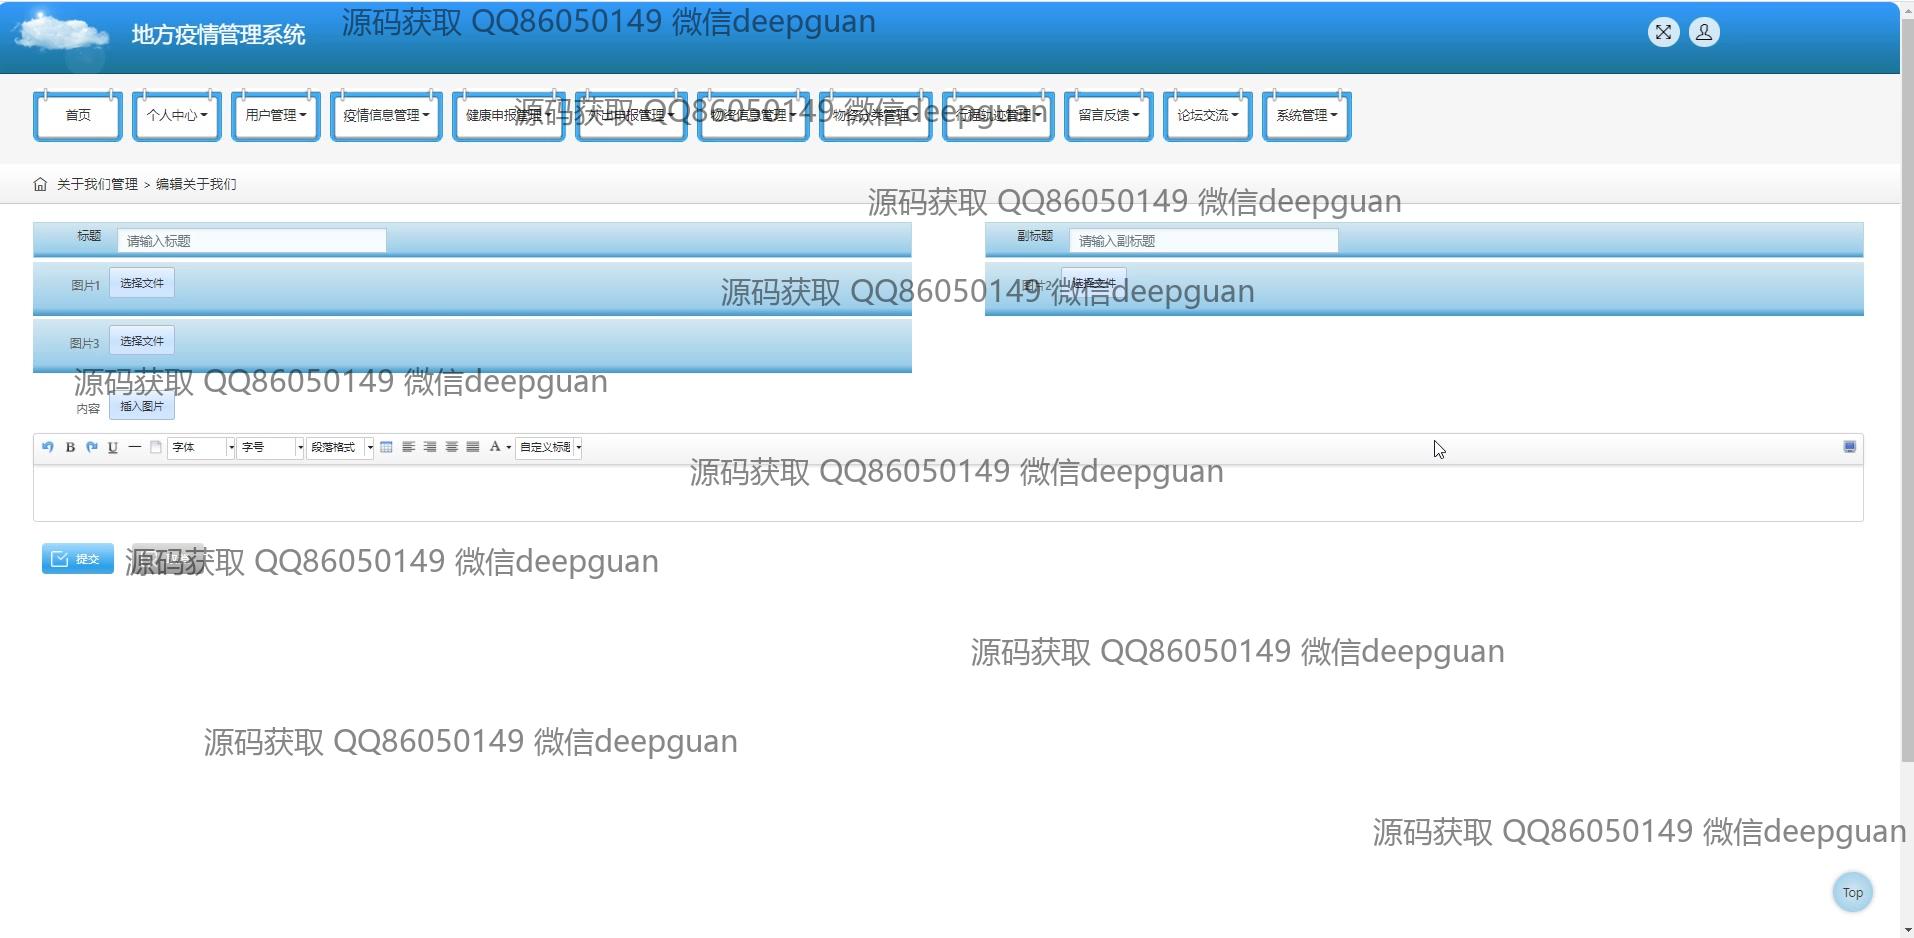 地方疫情管理系统
源码获取 QQ86050149 微信deepguan
首页 个人中心 用户管理 疫情信息管理 健康申报管理 外出申报管理 物资信息管理 物资分类管理 行程轨迹管理 留言反馈 论坛交流 系统管理
源码获取 QQ86050149 微信deepguan
关于我们管理 > 编辑关于我们
源码获取 QQ86050149 微信deepguan
标题 请输入标题 副标题 请输入副标题
图片1 选择文件 图片2 选择文件
源码获取 QQ86050149 微信deepguan
图片3 选择文件
源码获取 QQ86050149 微信deepguan
内容 插入图片
B U 字体 字号 段落格式 A 自定义标题
源码获取 QQ86050149 微信deepguan
提交
源码获取 QQ86050149 微信deepguan
源码获取 QQ86050149 微信deepguan
源码获取 QQ86050149 微信deepguan
源码获取 QQ86050149 微信deepguan
Top